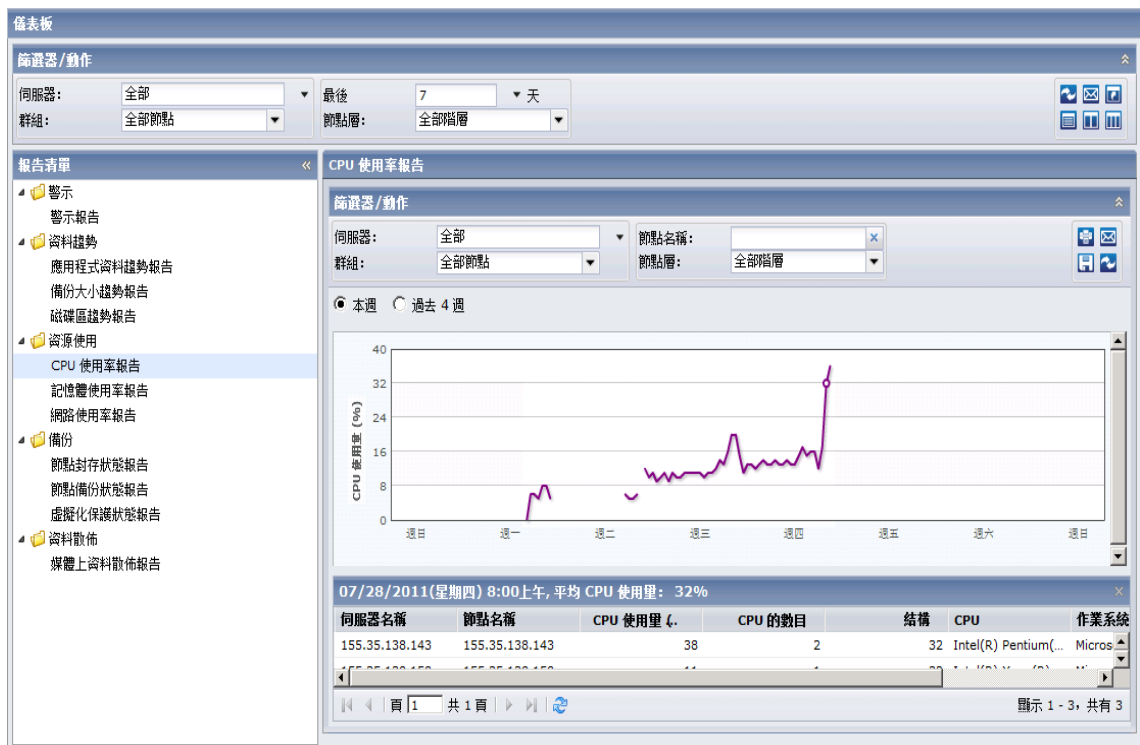 儀表板
篩選器/動作
伺服器: 全部 最後 7 天
群組: 全部節點 節點層: 全部階層
報告清單
警示
警示報告
資料趨勢
應用程式資料趨勢報告
備份大小趨勢報告
磁碟區趨勢報告
資源使用
CPU 使用率報告
記憶體使用率報告
網路使用率報告
備份
節點封存狀態報告
節點備份狀態報告
虛擬化保護狀態報告
資料散佈
媒體上資料散佈報告
CPU 使用率報告
篩選器/動作
伺服器: 全部 節點名稱:
群組: 全部節點 節點層: 全部階層
本週 過去 4 週
CPU 使用量 (%)
40
32
24
16
8
0
週日 週一 週二 週三 週四 週五 週六 週日
07/28/2011(星期四) 8:00上午, 平均 CPU 使用量: 32%
伺服器名稱 節點名稱 CPU 使用量 (.. CPU 的數目 結構 CPU 作業系統
155.35.138.143 155.35.138.143 38 2 32 Intel(R) Pentium(... Micros
頁 1 共 1 頁 顯示 1 - 3，共有 3